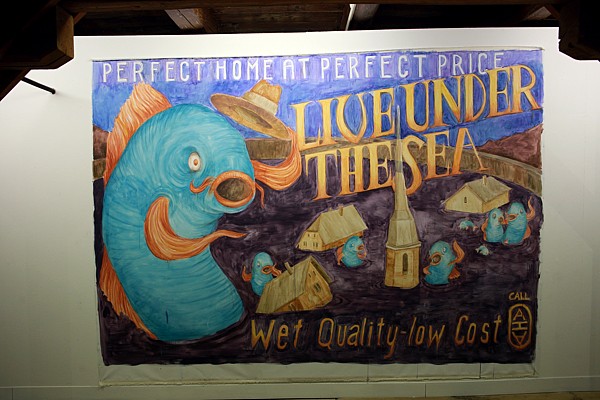 PERFECT HOME AT PERFECT PRICE
LIVE UNDER
THE SEA
Wet Quality-low Cost
CALL